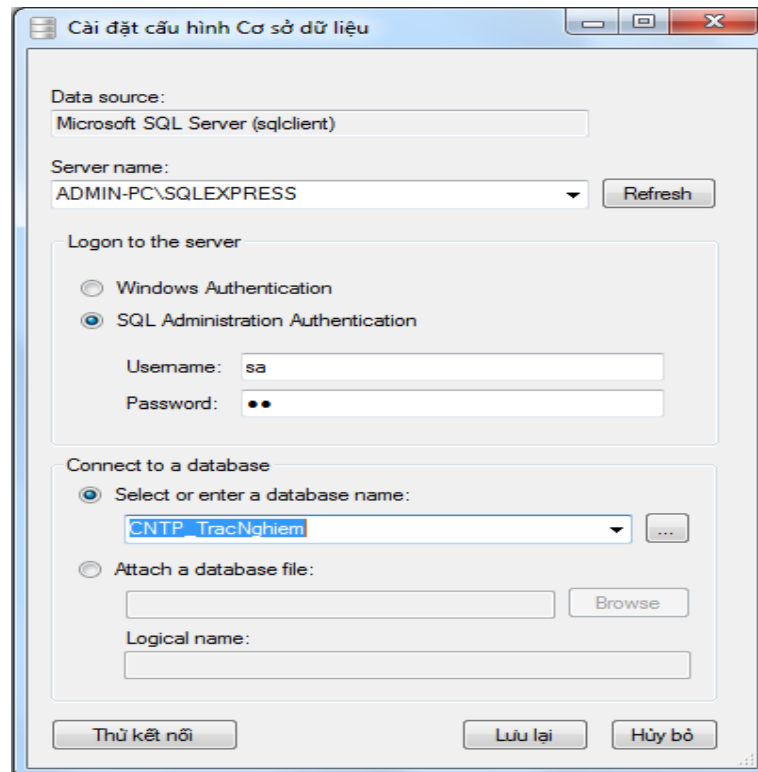 Cài đặt cấu hình Cơ sở dữ liệu
Data source:
Microsoft SQL Server (sqlclient)
Server name:
ADMIN-PC\SQLEXPRESS
Refresh
Logon to the server
Windows Authentication
SQL Administration Authentication
Username: sa
Password: ●●
Connect to a database
Select or enter a database name:
CNTP_TracNghiem
...
Attach a database file:
Browse
Logical name:
Thử kết nối Lưu lại Hủy bỏ